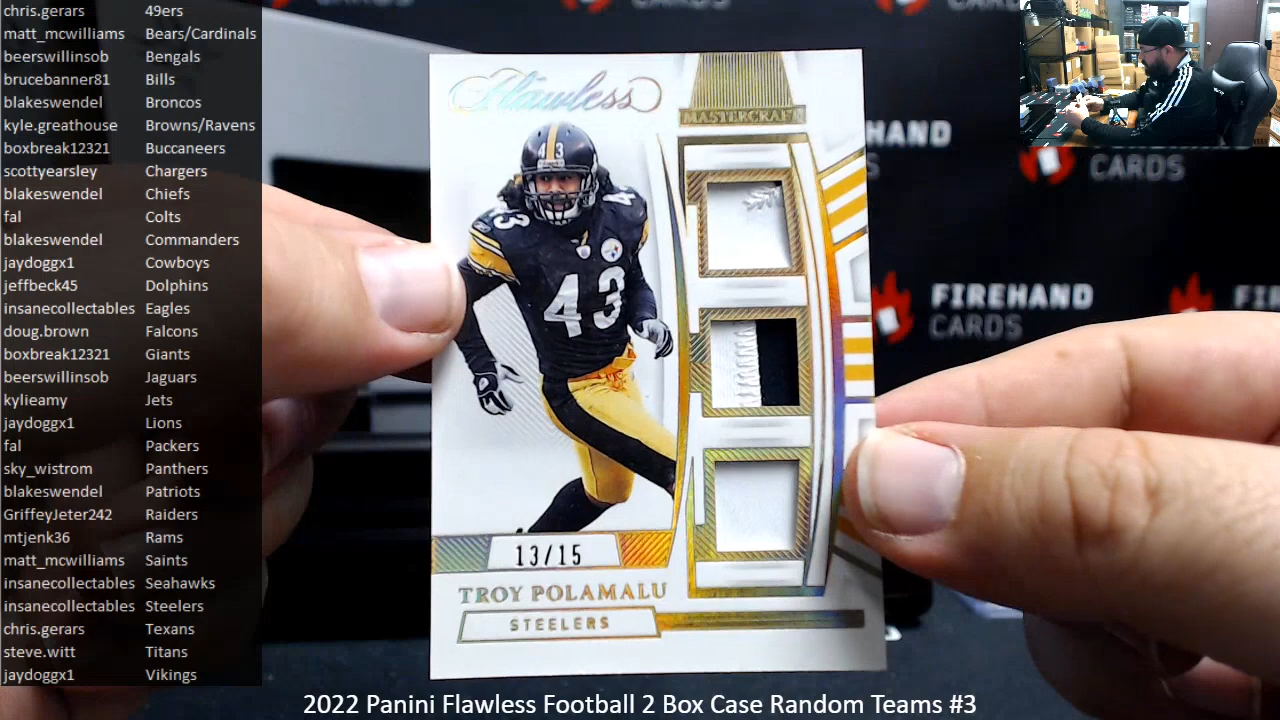 chris.gerars 49ers
matt_mcwilliams Bears/Cardinals
beerswillinsob Bengals
brucebanner81 Bills
blakeswendel Broncos
kyle.greathouse Browns/Ravens
boxbreak12321 Buccaneers
scottyearsley Chargers
blakeswendel Chiefs
fal Colts
blakeswendel Commanders
jaydoggx1 Cowboys
jeffbeck45 Dolphins
insanecollectables Eagles
doug.brown Falcons
boxbreak12321 Giants
beerswillinsob Jaguars
kylieamy Jets
jaydoggx1 Lions
fal Packers
sky_wistrom Panthers
blakeswendel Patriots
GriffeyJeter242 Raiders
mtjenk36 Rams
matt_mcwilliams Saints
insanecollectables Seahawks
insanecollectables Steelers
chris.gerars Texans
steve.witt Titans
jaydoggx1 Vikings
Flawless
MASTERCRAFT
43
43
43
43
13/15
TROY POLAMALU
STEELERS
HAND
CARDS
FIREHAND
CARDS
FI
2022 Panini Flawless Football 2 Box Case Random Teams #3